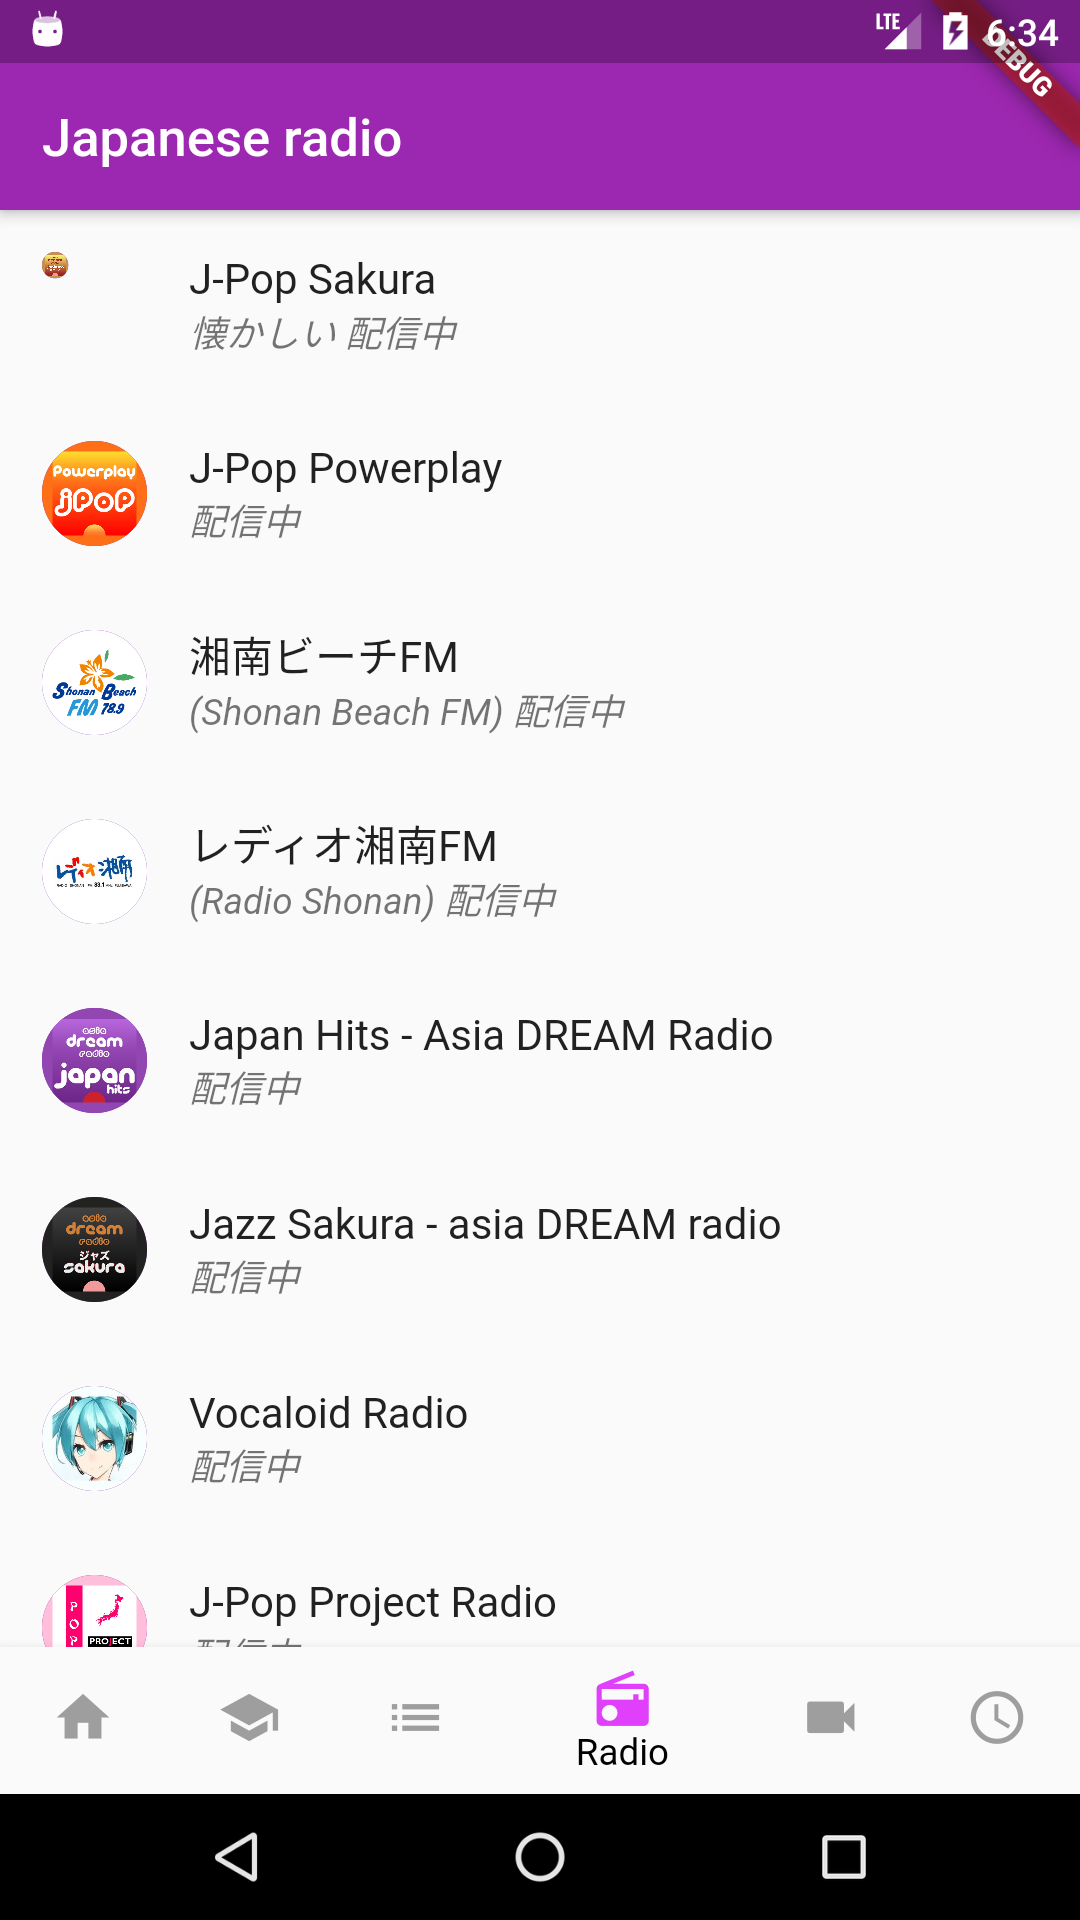 LTE
6:34
DEBUG
Japanese radio
J-Pop Sakura
懐かしい 配信中
Powerplay
jPOP
J-Pop Powerplay
配信中
Shonan Beach
FM 78.9
湘南ビーチFM
(Shonan Beach FM) 配信中
レディオ湘南
レディオ湘南FM
(Radio Shonan) 配信中
asia
dream
radio
japan
hits
Japan Hits - Asia DREAM Radio
配信中
asia
dream
radio
ジャズ
sakura
Jazz Sakura - asia DREAM radio
配信中
Vocaloid Radio
配信中
POP
PROJECT
J-Pop Project Radio
配信中
Radio